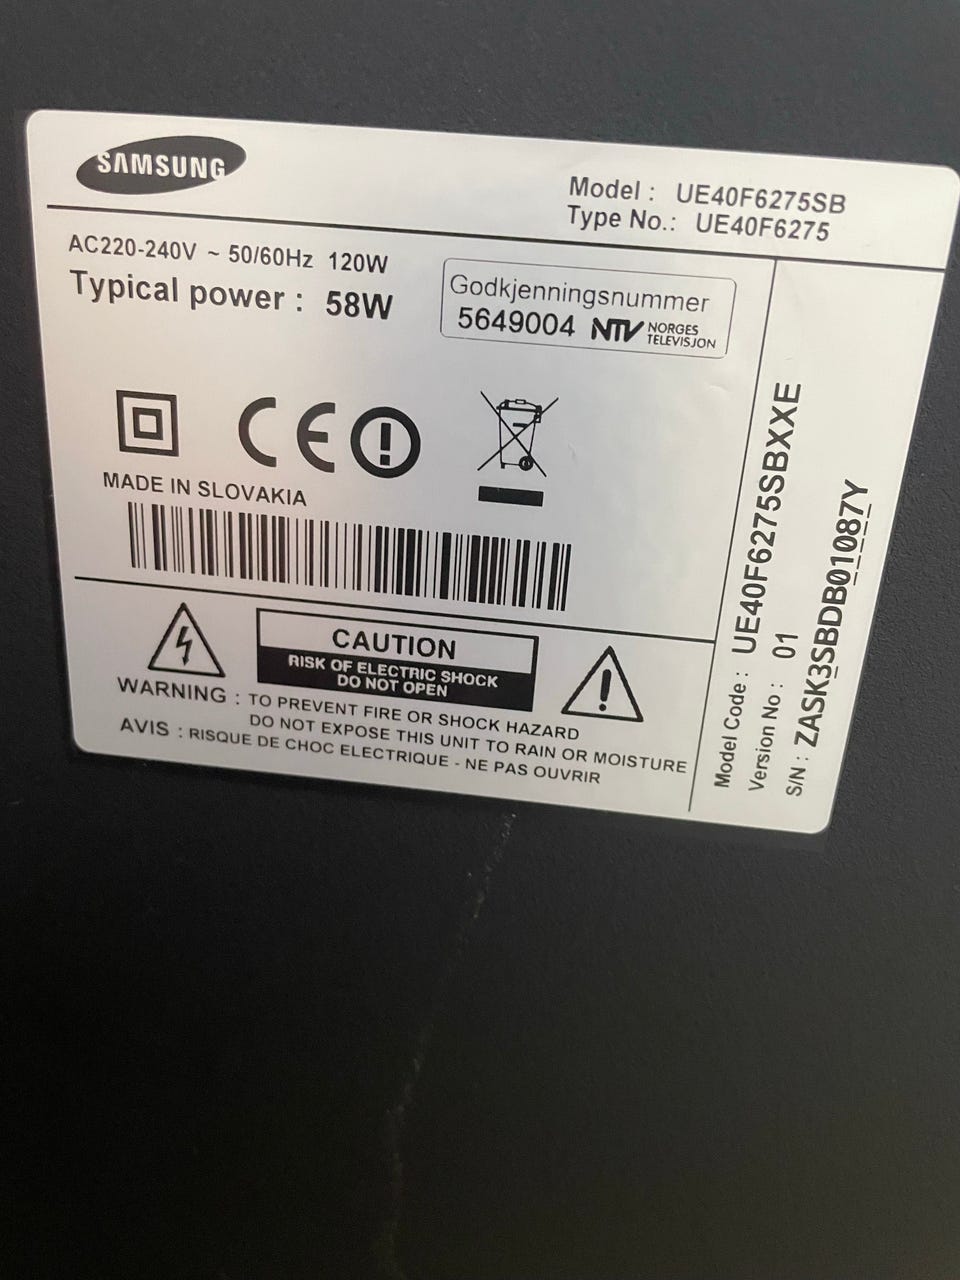 SAMSUNG
Model : UE40F6275SB
Type No.: UE40F6275
AC220-240V ~ 50/60Hz 120W
Typical power : 58W
Godkjenningsnummer
5649004 NTV NORGES TELEVISJON
CE
MADE IN SLOVAKIA
CAUTION
RISK OF ELECTRIC SHOCK
DO NOT OPEN
WARNING : TO PREVENT FIRE OR SHOCK HAZARD
DO NOT EXPOSE THIS UNIT TO RAIN OR MOISTURE
AVIS : RISQUE DE CHOC ELECTRIQUE - NE PAS OUVRIR
Model Code : UE40F6275SBXXE
Version No : 01
S/N : ZASK3SBDB01087Y